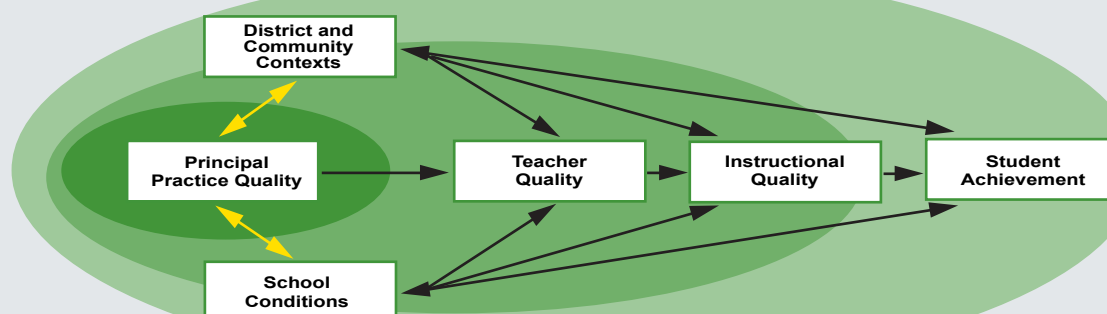 District and
Community
Contexts
Principal
Practice Quality
Teacher
Quality
Instructional
Quality
Student
Achievement
School
Conditions